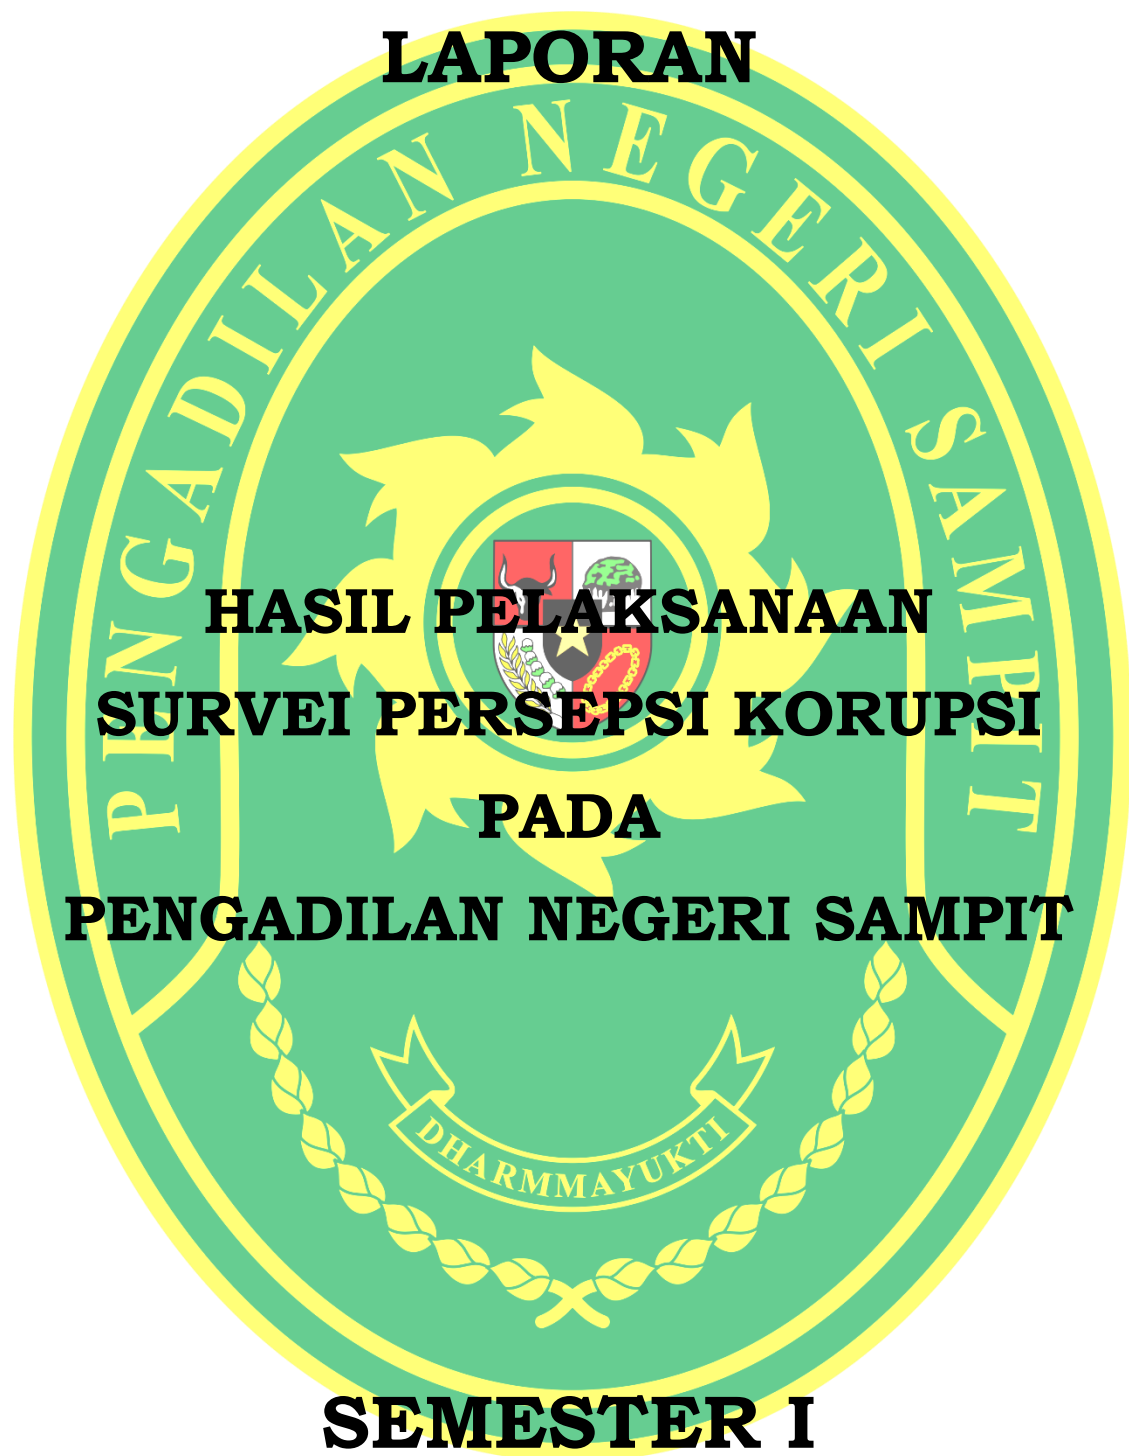 LAPORAN
PENGADILAN NEGERI SAMPIT
HASIL PELAKSANAAN
SURVEI PERSEPSI KORUPSI
PADA
PENGADILAN NEGERI SAMPIT
DHARMMAYUKTI
SEMESTER I